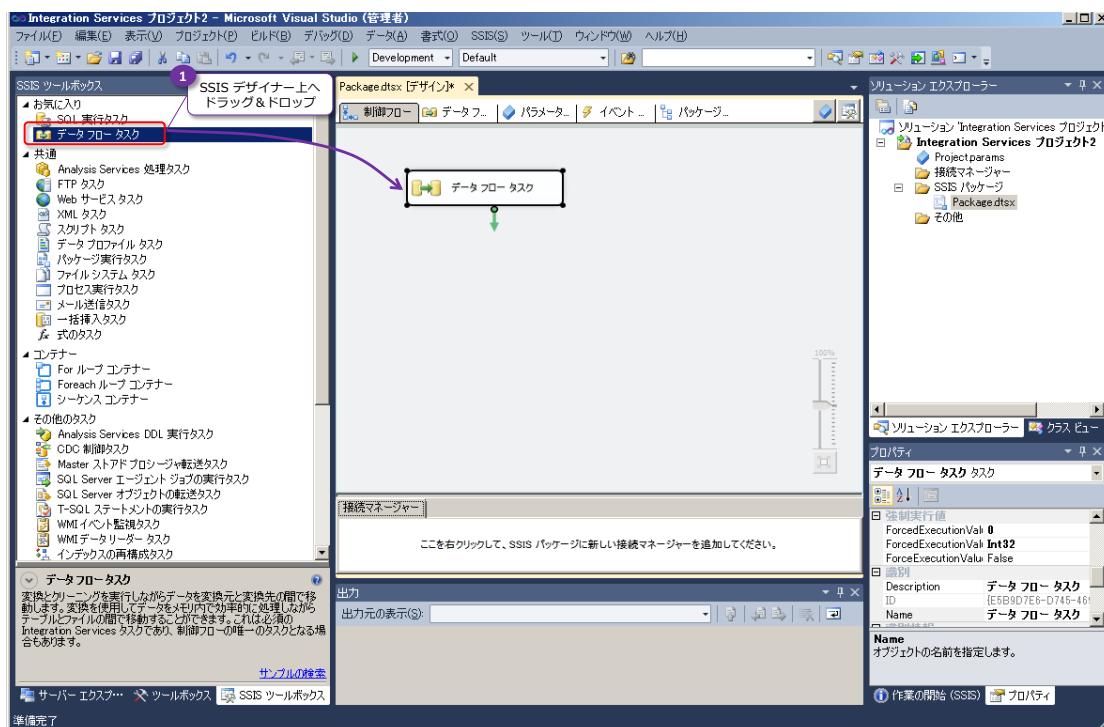 Integration Services プロジェクト2 - Microsoft Visual Studio (管理者)
ファイル(F) 編集(E) 表示(V) プロジェクト(P) ビルド(B) デバッグ(D) データ(A) 書式(O) SSIS(S) ツール(T) ウィンドウ(W) ヘルプ(H)
Development Default
SSIS ツールボックス
お気に入り
SQL 実行タスク
データ フロー タスク
共通
Analysis Services 処理タスク
FTP タスク
Web サービス タスク
XML タスク
スクリプト タスク
データ プロファイル タスク
パッケージ実行タスク
ファイル システム タスク
プロセス実行タスク
メール送信タスク
一括挿入タスク
式のタスク
コンテナー
For ループ コンテナー
Foreach ループ コンテナー
シーケンス コンテナー
その他のタスク
Analysis Services DDL 実行タスク
CDC 制御タスク
Master ストアド プロシージャ転送タスク
SQL Server エージェント ジョブの実行タスク
SQL Server オブジェクトの転送タスク
T-SQL ステートメントの実行タスク
WMI イベント監視タスク
WMI データ リーダー タスク
インデックスの再構成タスク
データ フロー タスク
変換とクリーニングを実行しながらデータを変換元と変換先の間で移
動します。変換を使用してデータをメモリ内で効率的に処理しながら
テーブルとファイルの間で移動することができます。これは必須の
Integration Services タスクであり、制御フローの唯一のタスクとなる場
合もあります。
サンプルの検索
サーバー エクスプ… ツールボックス SSIS ツールボックス
準備完了
1
SSIS デザイナー上へ
ドラッグ＆ドロップ
Package.dtsx [デザイン]*
制御フロー データ フ... パラメータ... イベント ... パッケージ...
データ フロー タスク
100%
接続マネージャー
ここを右クリックして、SSIS パッケージに新しい接続マネージャーを追加してください。
出力
出力元の表示(S):
ソリューション エクスプローラー
ソリューション 'Integration Services プロジェクト
Integration Services プロジェクト2
Project.params
接続マネージャー
SSIS パッケージ
Package.dtsx
その他
ソリューション エクスプローラー クラス ビュー
プロパティ
データ フロー タスク タスク
強制実行値
ForcedExecutionVal 0
ForcedExecutionVal Int32
ForceExecutionValu False
識別
Description データ フロー タスク
ID {E5B9D7E6-D745-46
Name データ フロー タスク
Name
オブジェクトの名前を指定します。
作業の開始 (SSIS) プロパティ